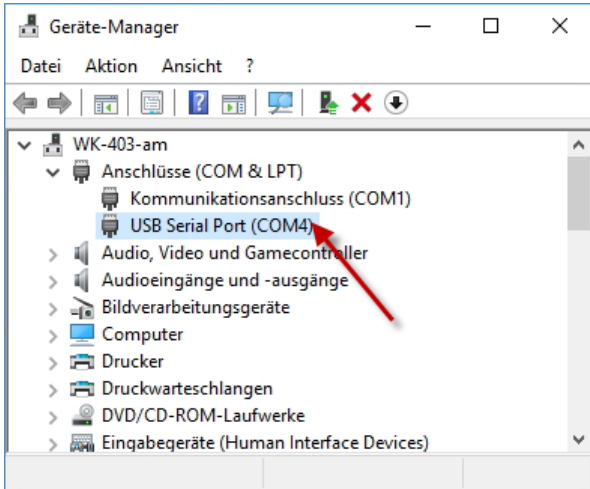 Geräte-Manager
Datei Aktion Ansicht ?
WK-403-am
Anschlüsse (COM & LPT)
Kommunikationsanschluss (COM1)
USB Serial Port (COM4)
Audio, Video und Gamecontroller
Audioeingänge und -ausgänge
Bildverarbeitungsgeräte
Computer
Drucker
Druckwarteschlangen
DVD/CD-ROM-Laufwerke
Eingabegeräte (Human Interface Devices)